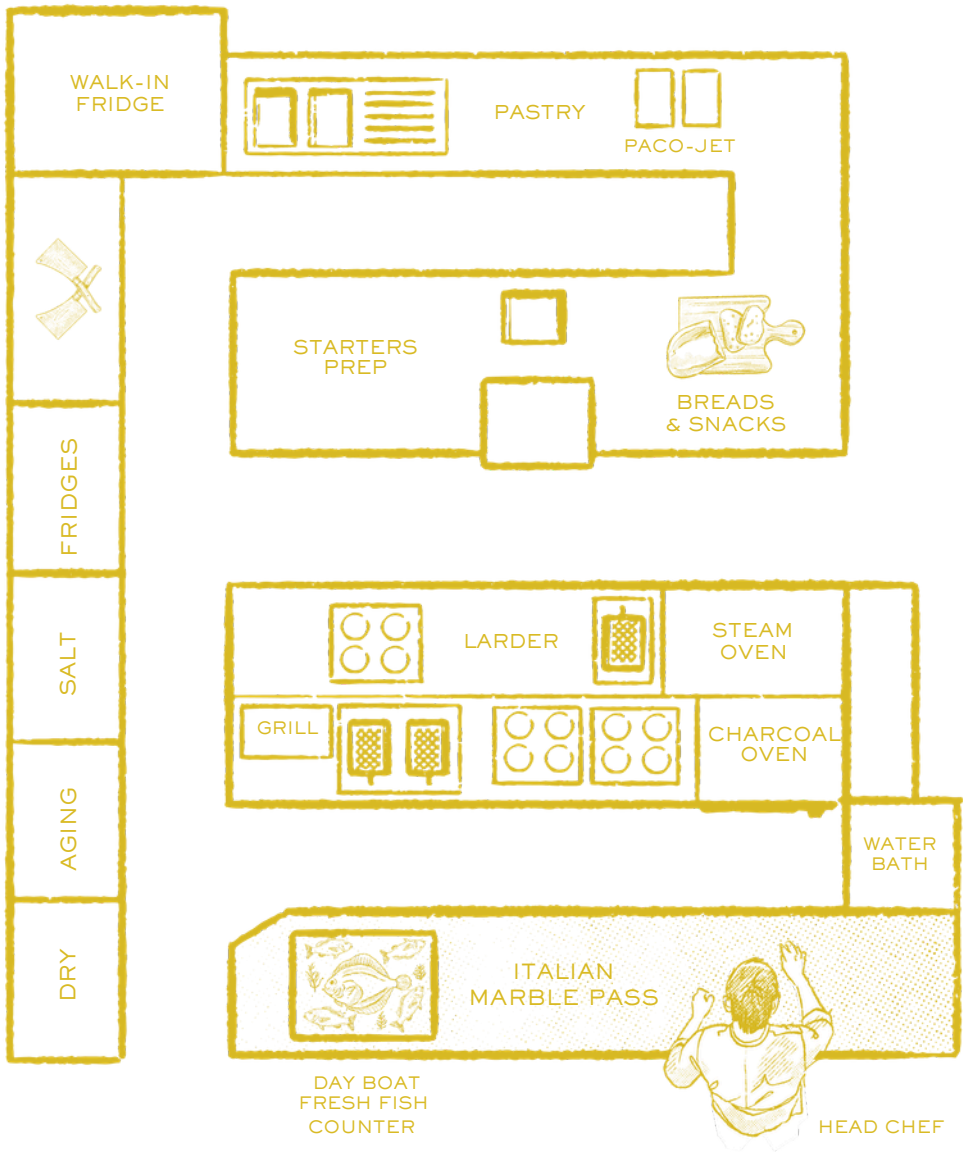 WALK-IN
FRIDGE
PASTRY
PACO-JET
STARTERS
PREP
BREADS
& SNACKS
FRIDGES
SALT
AGING
DRY
LARDER
STEAM
OVEN
GRILL
CHARCOAL
OVEN
WATER
BATH
ITALIAN
MARBLE PASS
DAY BOAT
FRESH FISH
COUNTER
HEAD CHEF